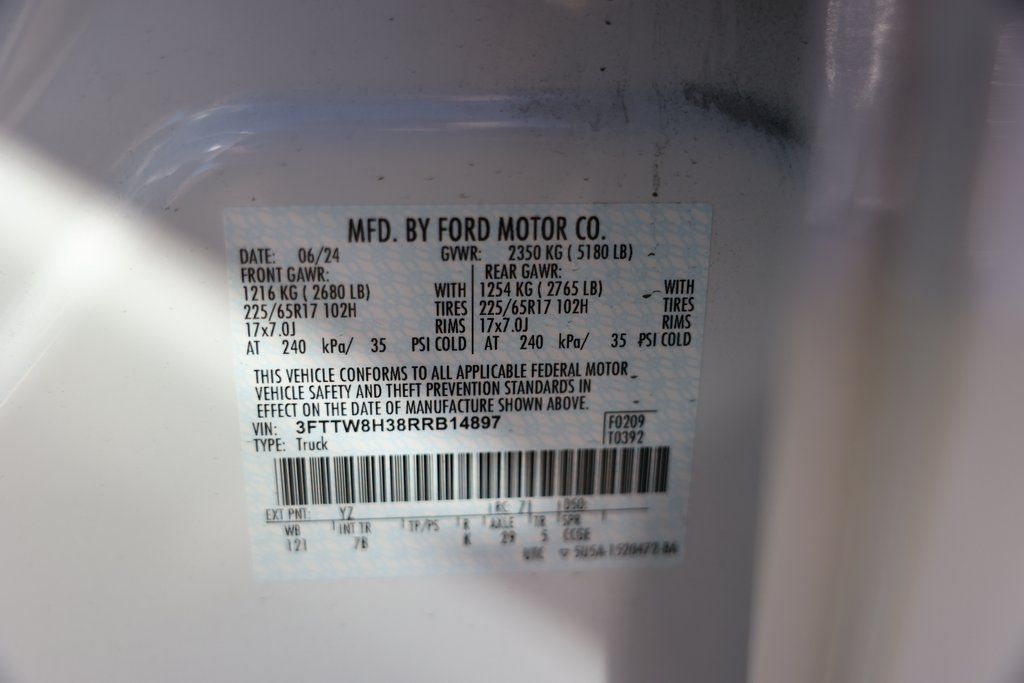 MFD. BY FORD MOTOR CO.
DATE: 06/24 GVWR: 2350 KG ( 5180 LB)
FRONT GAWR: REAR GAWR:
1216 KG ( 2680 LB) WITH 1254 KG ( 2765 LB) WITH
225/65R17 102H TIRES 225/65R17 102H TIRES
17x7.0J RIMS 17x7.0J RIMS
AT 240 kPa/ 35 PSI COLD AT 240 kPa/ 35 PSI COLD
THIS VEHICLE CONFORMS TO ALL APPLICABLE FEDERAL MOTOR
VEHICLE SAFETY AND THEFT PREVENTION STANDARDS IN
EFFECT ON THE DATE OF MANUFACTURE SHOWN ABOVE.
VIN: 3FTTW8H38RRB14897 F0209
TYPE: Truck T0392
EXT PNT: YZ RC: 71 DSO:
WB INT TR TP/PS R AXLE TR SPR
121 7B K 29 5 CCGE